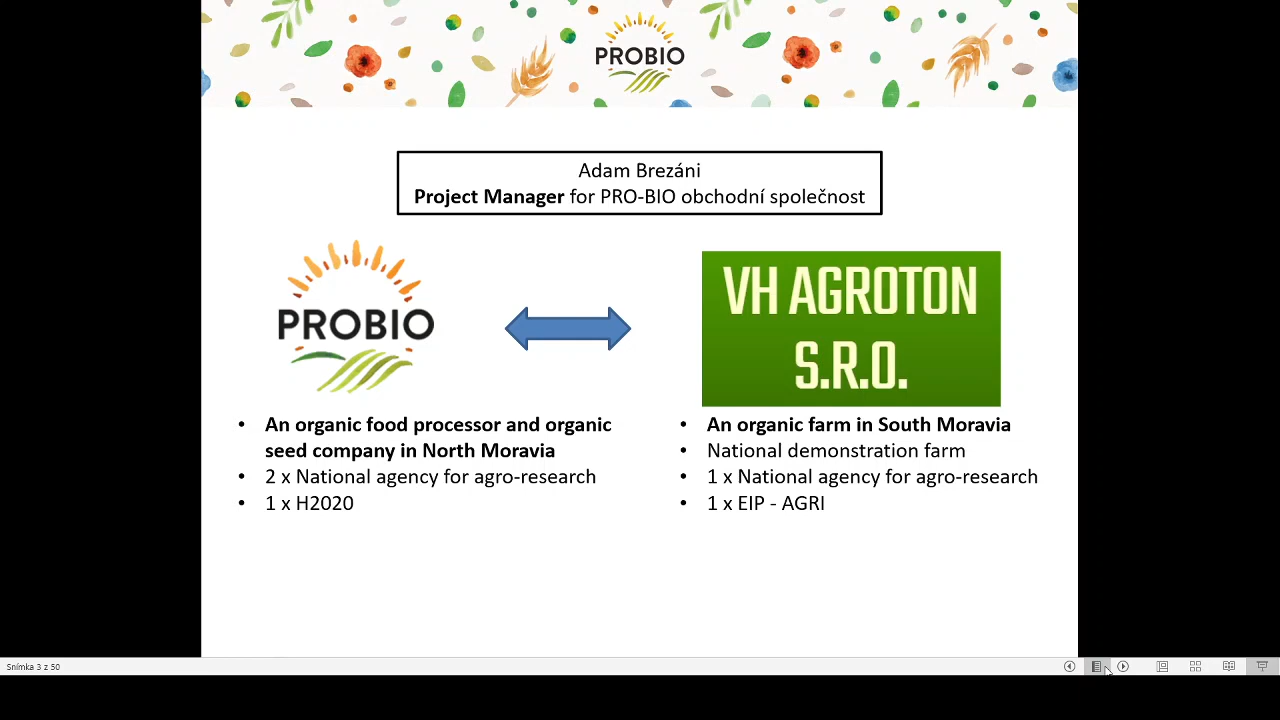 PROBIO
Adam Brezáni
Project Manager for PRO-BIO obchodní společnost
PROBIO
VH AGROTON
S.R.O.
• An organic food processor and organic
seed company in North Moravia
• 2 x National agency for agro-research
• 1 x H2020
• An organic farm in South Moravia
• National demonstration farm
• 1 x National agency for agro-research
• 1 x EIP - AGRI
Snímka 3 z 50